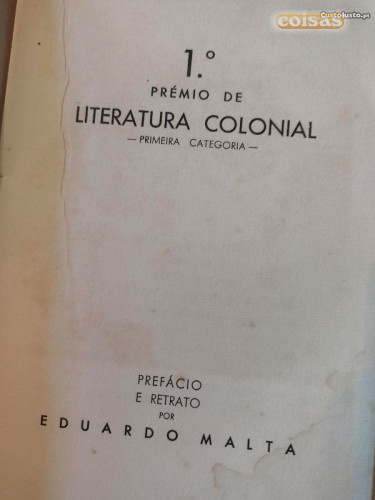 coisas
CustoJusto.pt
1.º
PRÉMIO DE
LITERATURA COLONIAL
— PRIMEIRA CATEGORIA —
PREFÁCIO
E RETRATO
POR
EDUARDO MALTA